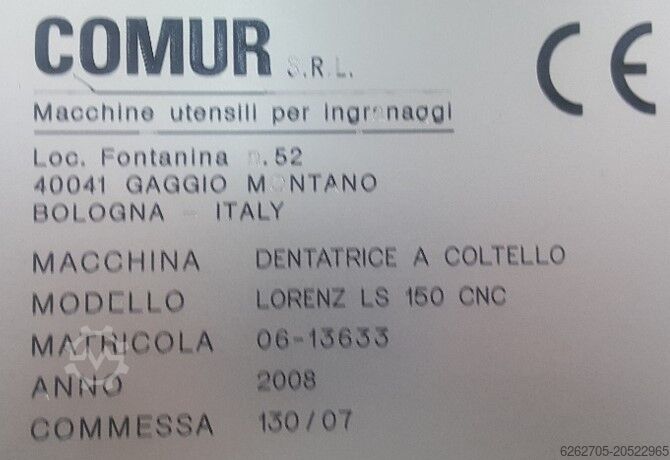 COMUR S.R.L.
CE
Macchine utensili per ingranaggi
Loc. Fontanina n.52
40041 GAGGIO MONTANO
BOLOGNA - ITALY
MACCHINA DENTATRICE A COLTELLO
MODELLO LORENZ LS 150 CNC
MATRICOLA 06-13633
ANNO 2008
COMMESSA 130/07
6262705-20522965